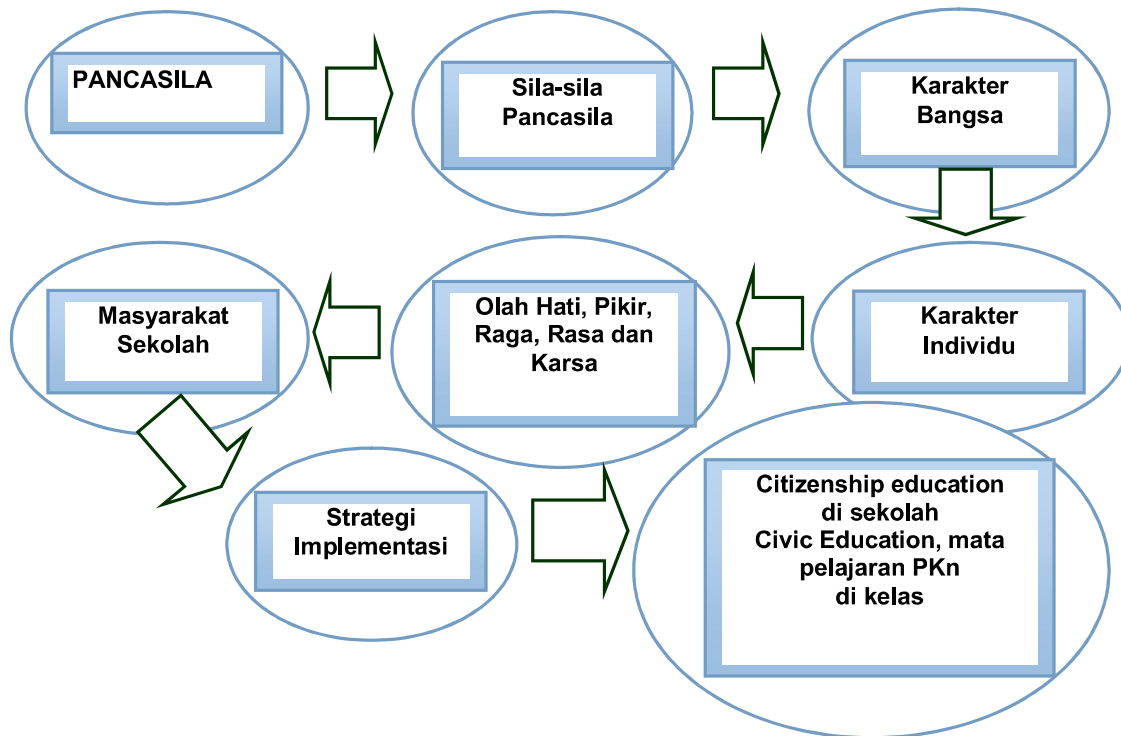 PANCASILA
Sila-sila
Pancasila
Karakter
Bangsa
Karakter
Individu
Olah Hati, Pikir,
Raga, Rasa dan
Karsa
Masyarakat
Sekolah
Strategi
Implementasi
Citizenship education
di sekolah
Civic Education, mata
pelajaran PKn
di kelas